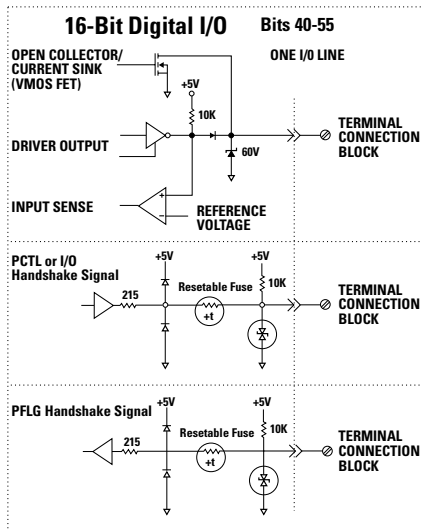 16-Bit Digital I/O Bits 40-55
OPEN COLLECTOR/
CURRENT SINK
(VMOS FET)
ONE I/0 LINE
+5V
10K
DRIVER OUTPUT
60V
TERMINAL
CONNECTION
BLOCK
INPUT SENSE
+
−
REFERENCE
VOLTAGE
PCTL or I/O
Handshake Signal
+5V
+5V
215
Resetable Fuse
+t
10K
TERMINAL
CONNECTION
BLOCK
PFLG Handshake Signal
+5V
+5V
215
Resetable Fuse
+t
10K
TERMINAL
CONNECTION
BLOCK